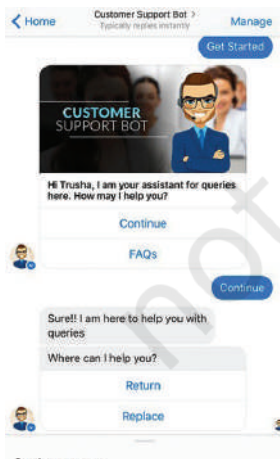 Home
Customer Support Bot >
Typically replies instantly
Manage
Get Started
CUSTOMER
SUPPORT BOT
Hi Trusha, I am your assistant for queries
here. How may I help you?
Continue
FAQs
Continue
Sure!! I am here to help you with
queries
Where can I help you?
Return
Replace
not